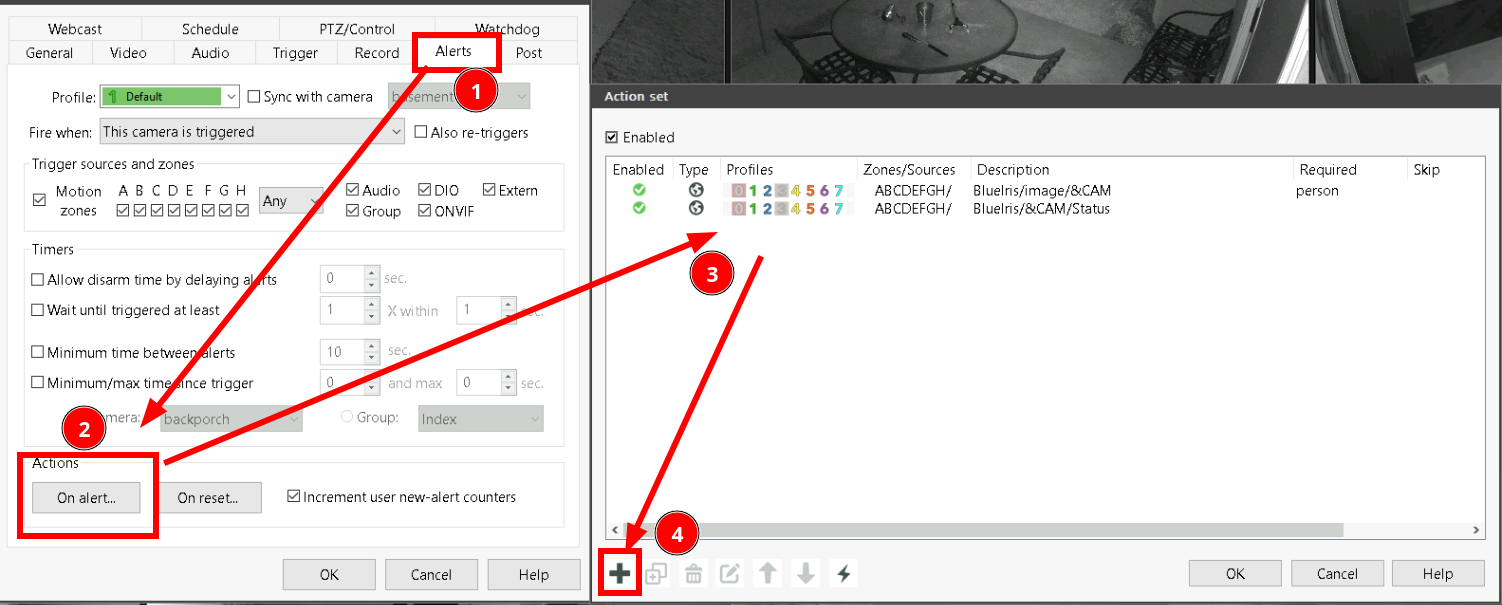 Webcast Schedule PTZ/Control Watchdog
General Video Audio Trigger Record Alerts Post
1
Profile: 1 Default Sync with camera basement
Fire when: This camera is triggered Also re-triggers
Trigger sources and zones
Motion zones A B C D E F G H Any Audio DIO Extern
Group ONVIF
Timers
Allow disarm time by delaying alerts 0 sec.
Wait until triggered at least 1 X within 1 sec.
Minimum time between alerts 10 sec.
Minimum/max time since trigger 0 and max 0 sec.
mera: backporch Group: Index
2
Actions
On alert... On reset... Increment user new-alert counters
OK Cancel Help
Action set
Enabled
Enabled Type Profiles Zones/Sources Description Required Skip
0 1 2 3 4 5 6 7 ABCDEFGH/ BlueIris/image/&CAM person
0 1 2 3 4 5 6 7 ABCDEFGH/ BlueIris/&CAM/Status
3
4
OK Cancel Help